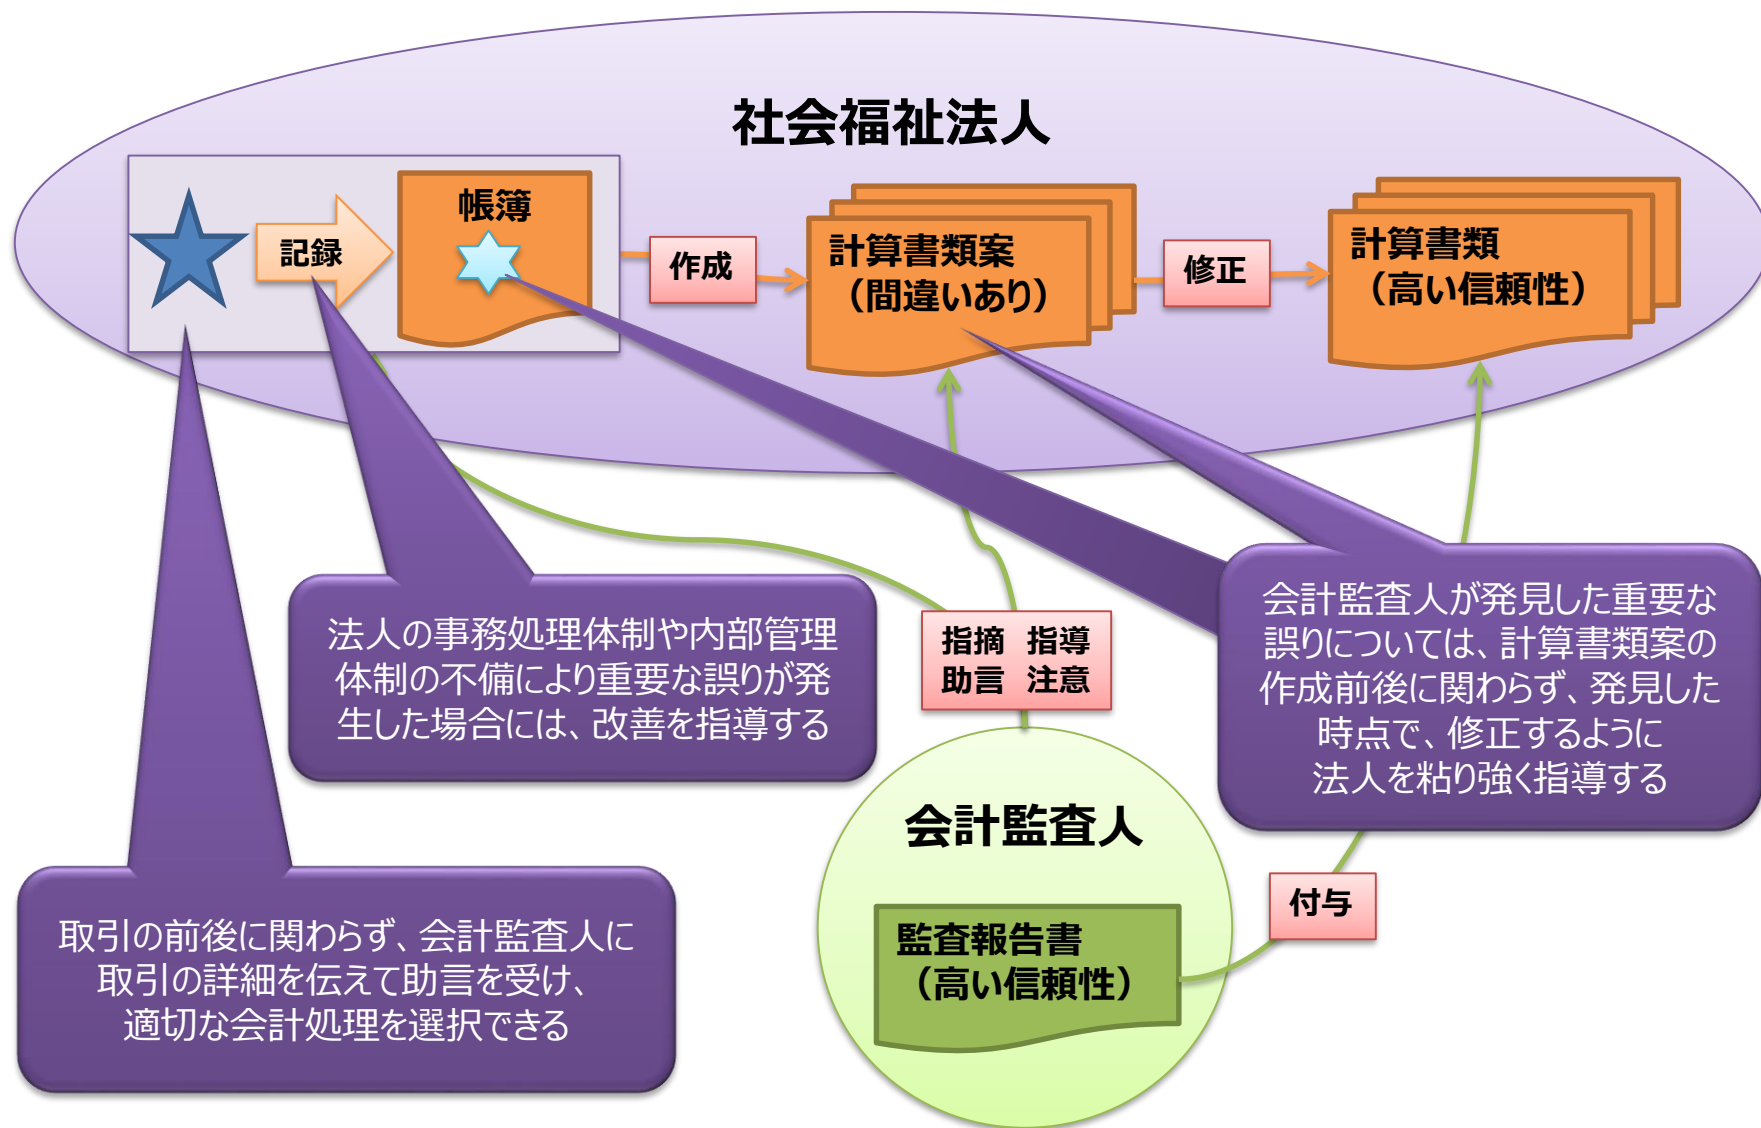 社会福祉法人
記録
帳簿
作成
計算書類案
（間違いあり）
修正
計算書類
（高い信頼性）
法人の事務処理体制や内部管理
体制の不備により重要な誤りが発
生した場合には、改善を指導する
指摘 指導
助言 注意
会計監査人が発見した重要な
誤りについては、計算書類案の
作成前後に関わらず、発見した
時点で、修正するように
法人を粘り強く指導する
会計監査人
監査報告書
（高い信頼性）
付与
取引の前後に関わらず、会計監査人に
取引の詳細を伝えて助言を受け、
適切な会計処理を選択できる